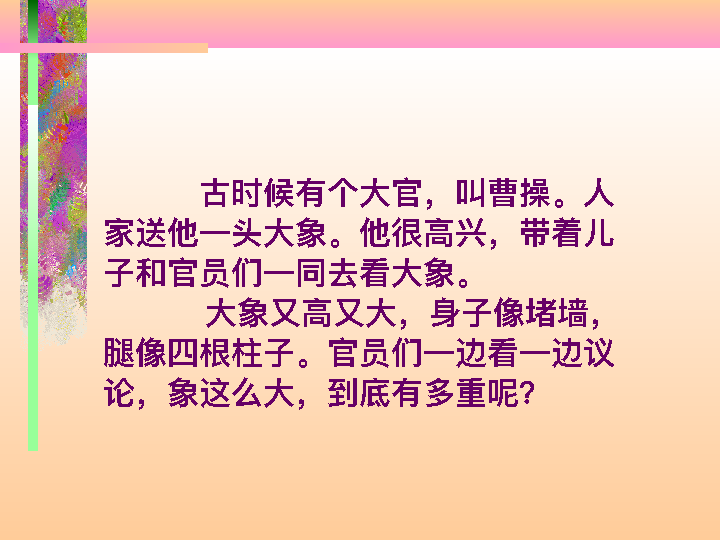 古时候有个大官，叫曹操。人
家送他一头大象。他很高兴，带着儿
子和官员们一同去看大象。
大象又高又大，身子像堵墙，
腿像四根柱子。官员们一边看一边议
论，象这么大，到底有多重呢？